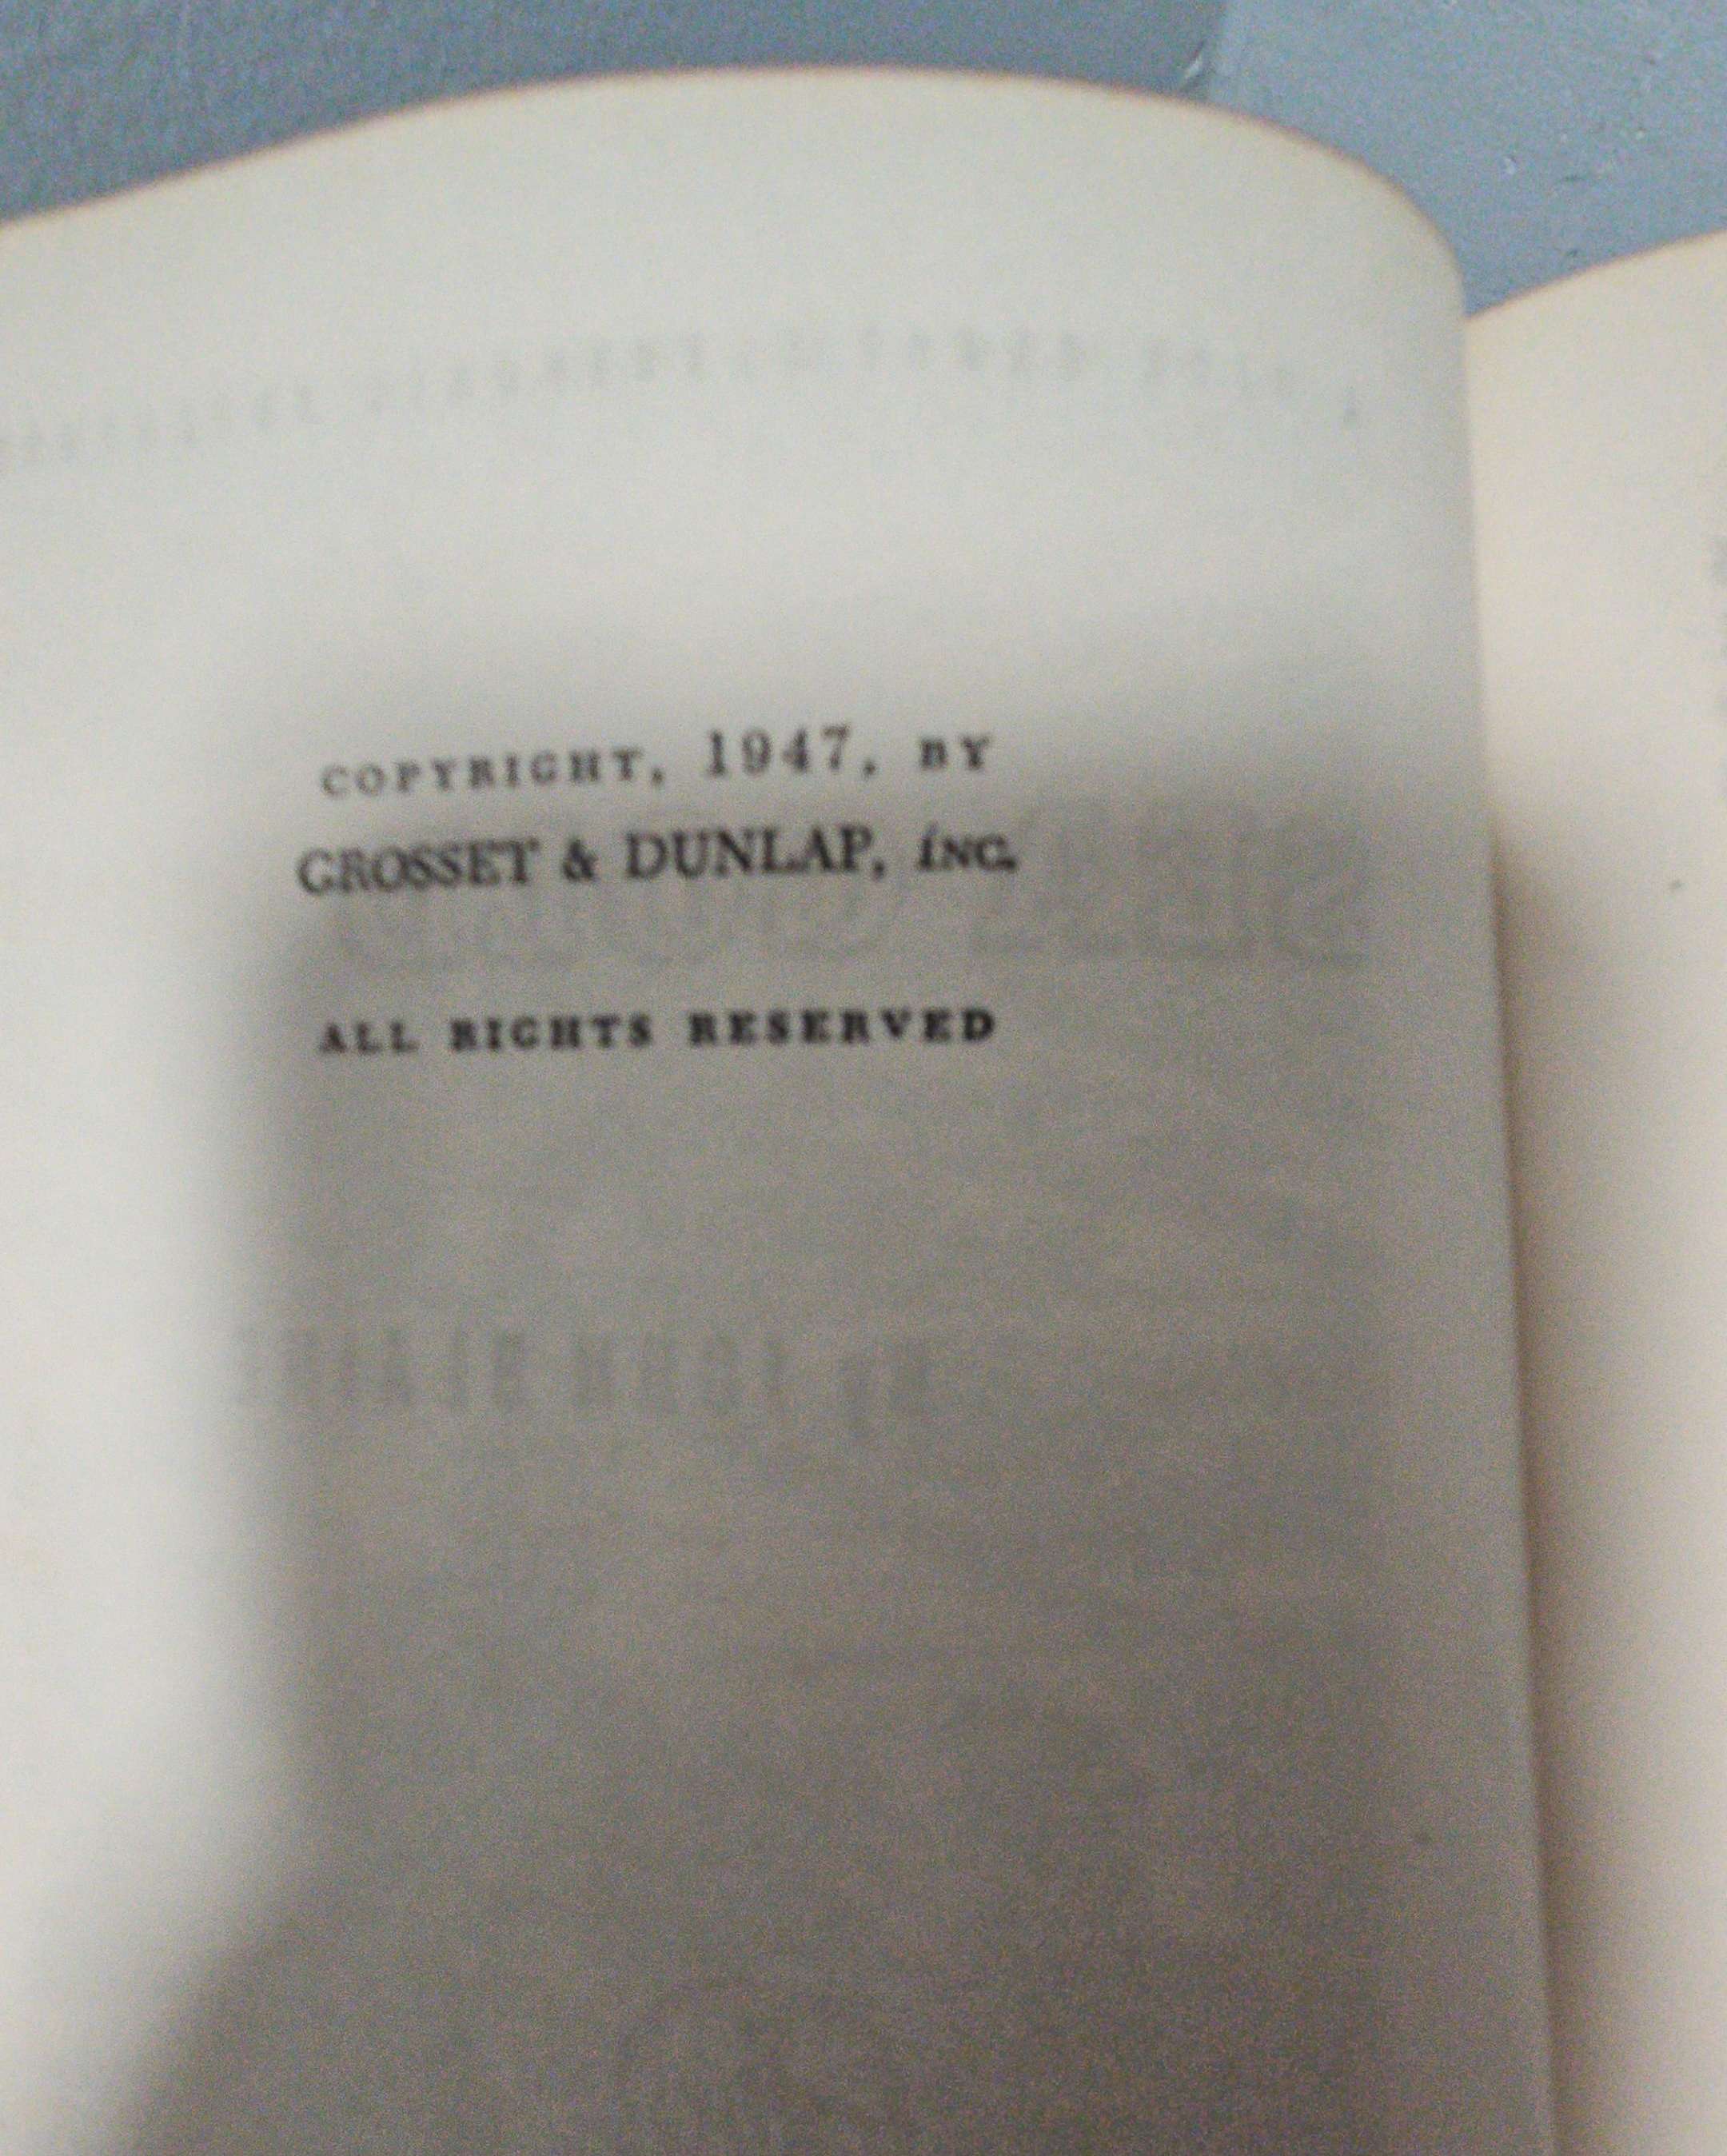 COPYRIGHT, 1947, BY
GROSSET & DUNLAP, INC.
ALL RIGHTS RESERVED